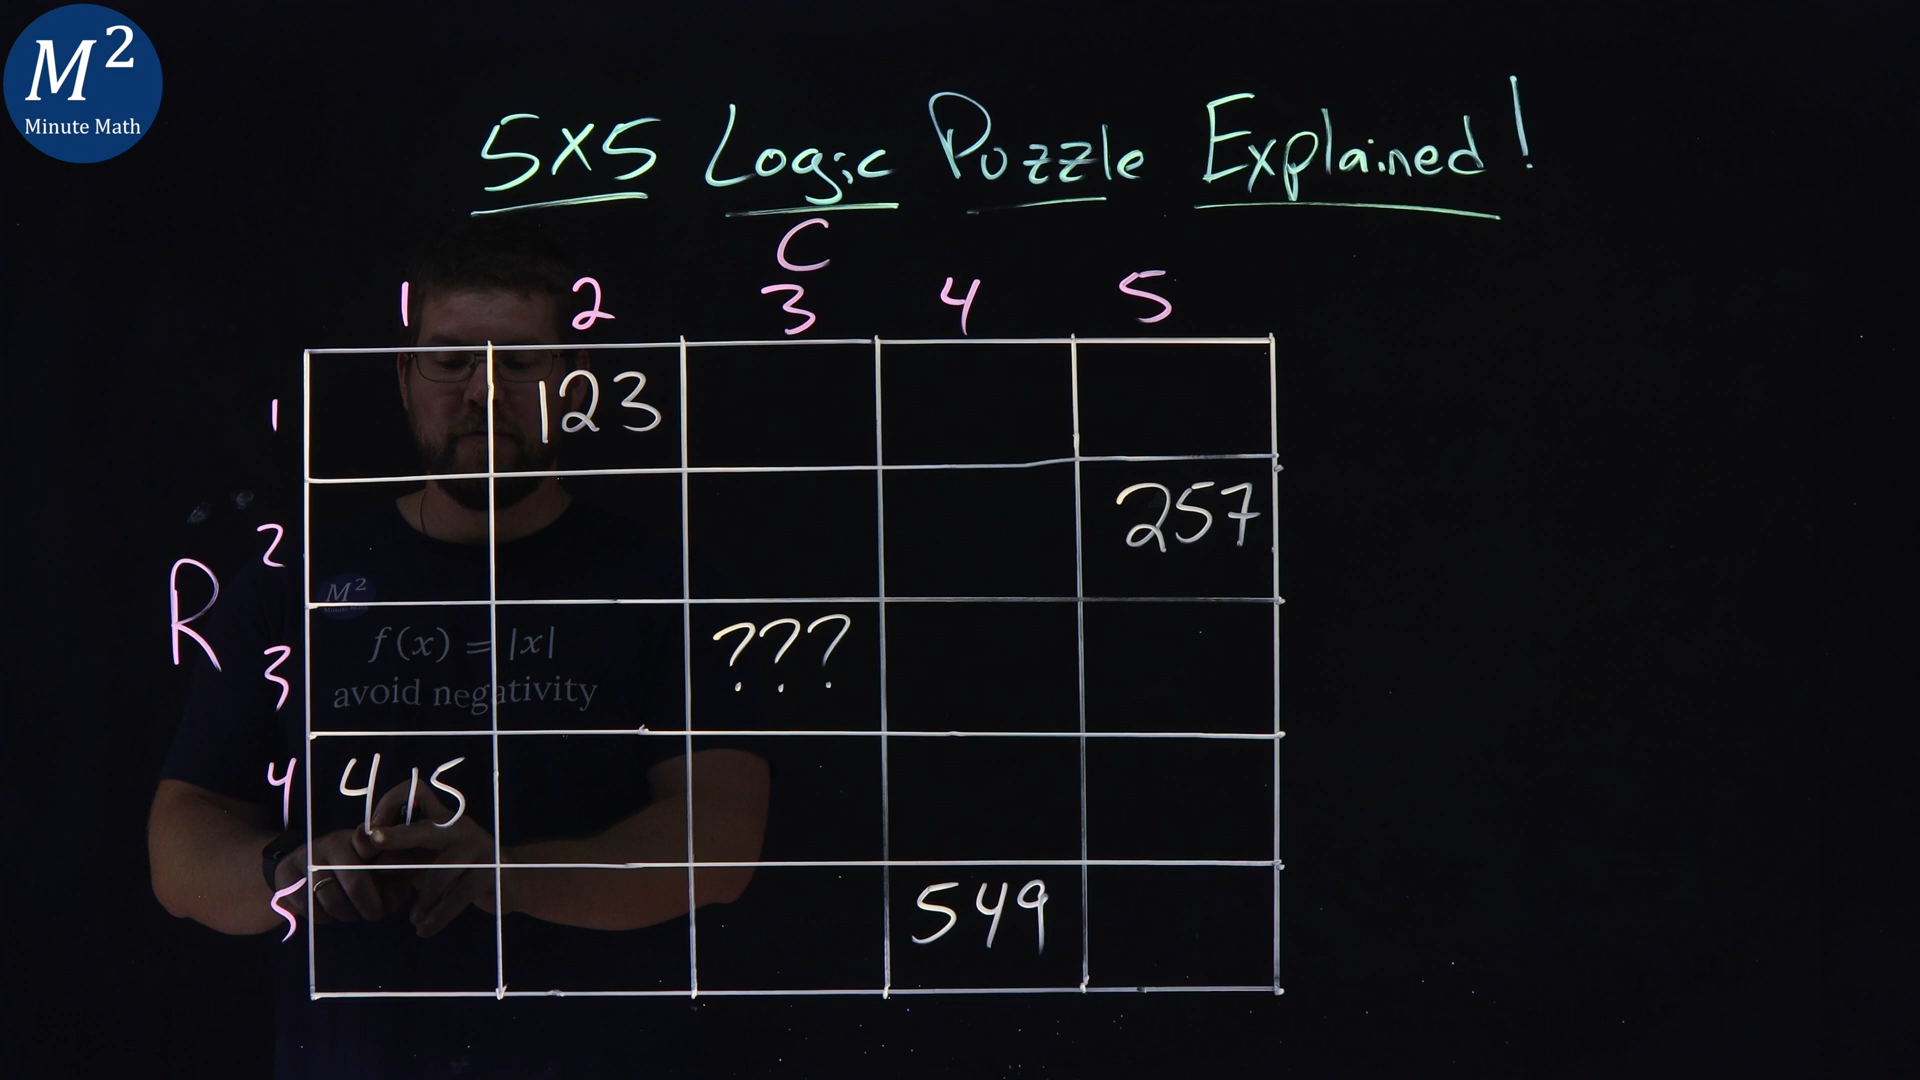 M²
Minute Math
5x5 Logic Puzzle Explained!
C
1 2 3 4 5
1 123
2 257
R
M²
f(x) = |x|
3 ???
avoid negativity
4 415
5 549